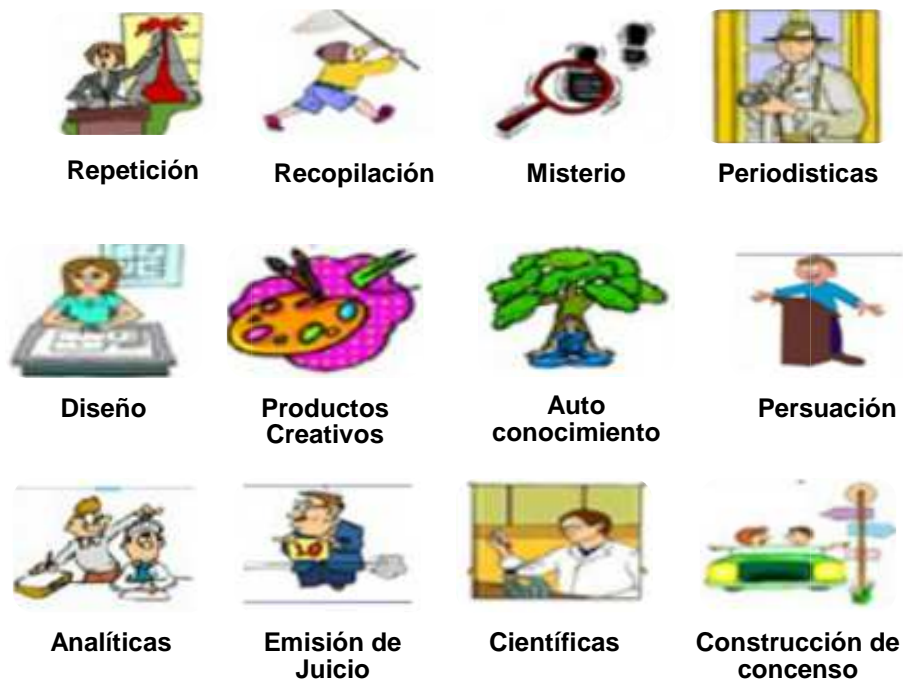 Repetición
Recopilación
Misterio
Periodisticas
Diseño
Productos
Creativos
Auto
conocimiento
Persuación
Analíticas
Emisión de
Juicio
Científicas
Construcción de
concenso